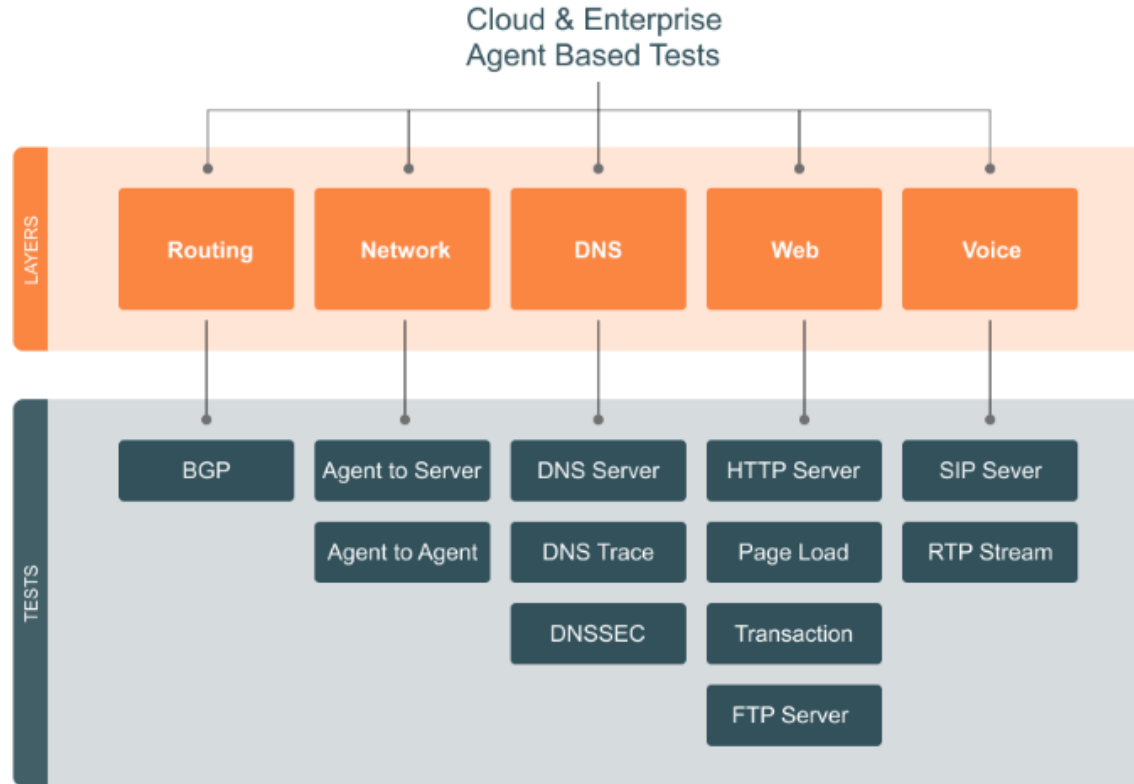 Cloud & Enterprise
Agent Based Tests
LAYERS
Routing
Network
DNS
Web
Voice
TESTS
BGP
Agent to Server
DNS Server
HTTP Server
SIP Sever
Agent to Agent
DNS Trace
Page Load
RTP Stream
DNSSEC
Transaction
FTP Server